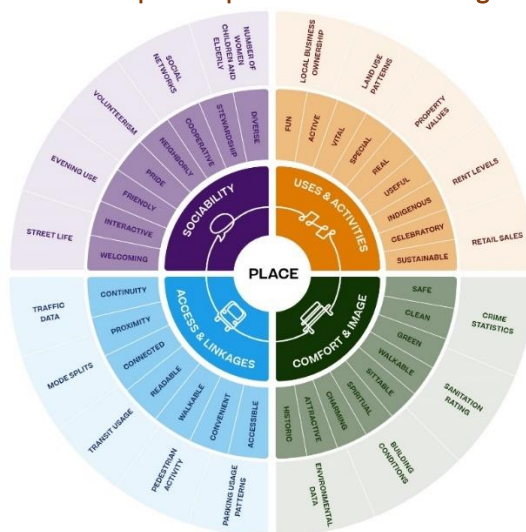 NUMBER OF
WOMEN
CHILDREN AND
ELDERLY
SOCIAL
NETWORKS
VOLUNTEERISM
EVENING USE
STREET LIFE
DIVERSE
STEWARDSHIP
COOPERATIVE
NEIGHBORLY
PRIDE
FRIENDLY
INTERACTIVE
WELCOMING
SOCIABILITY
LOCAL BUSINESS
OWNERSHIP
LAND USE
PATTERNS
PROPERTY
VALUES
RENT LEVELS
RETAIL SALES
FUN
ACTIVE
VITAL
SPECIAL
REAL
USEFUL
INDIGENOUS
CELEBRATORY
SUSTAINABLE
USES & ACTIVITIES
PLACE
ACCESS & LINKAGES
CONTINUITY
PROXIMITY
CONNECTED
READABLE
WALKABLE
CONVENIENT
ACCESSIBLE
TRAFFIC
DATA
MODE SPLITS
TRANSIT USAGE
PEDESTRIAN
ACTIVITY
PARKING USAGE
PATTERNS
COMFORT & IMAGE
SAFE
CLEAN
GREEN
WALKABLE
SITTABLE
SPIRITUAL
CHARMING
ATTRACTIVE
HISTORIC
CRIME
STATISTICS
SANITATION
RATING
BUILDING
CONDITIONS
ENVIRONMENTAL
DATA